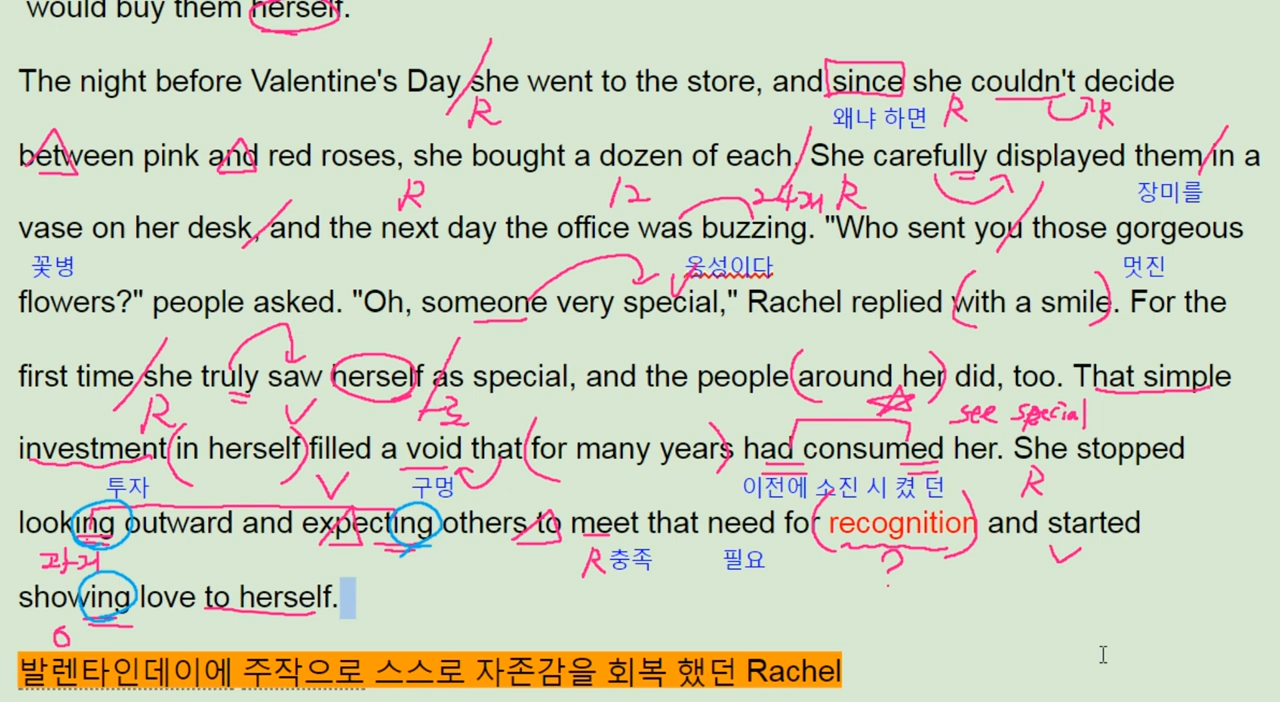 would buy them herself.
The night before Valentine's Day she went to the store, and since she couldn't decide
R 왜냐 하면 R R
between pink and red roses, she bought a dozen of each. She carefully displayed them in a
R 12 24개 R 장미를
vase on her desk, and the next day the office was buzzing. "Who sent you those gorgeous
꽃병 웅성이다 멋진
flowers?" people asked. "Oh, someone very special," Rachel replied with a smile. For the
first time she truly saw herself as special, and the people around her did, too. That simple
R 로 see special
investment in herself filled a void that for many years had consumed her. She stopped
투자 구멍 이전에 소진 시 켰 던 R
looking outward and expecting others to meet that need for recognition and started
과거 R 충족 필요 ?
showing love to herself.
발렌타인데이에 주작으로 스스로 자존감을 회복 했던 Rachel